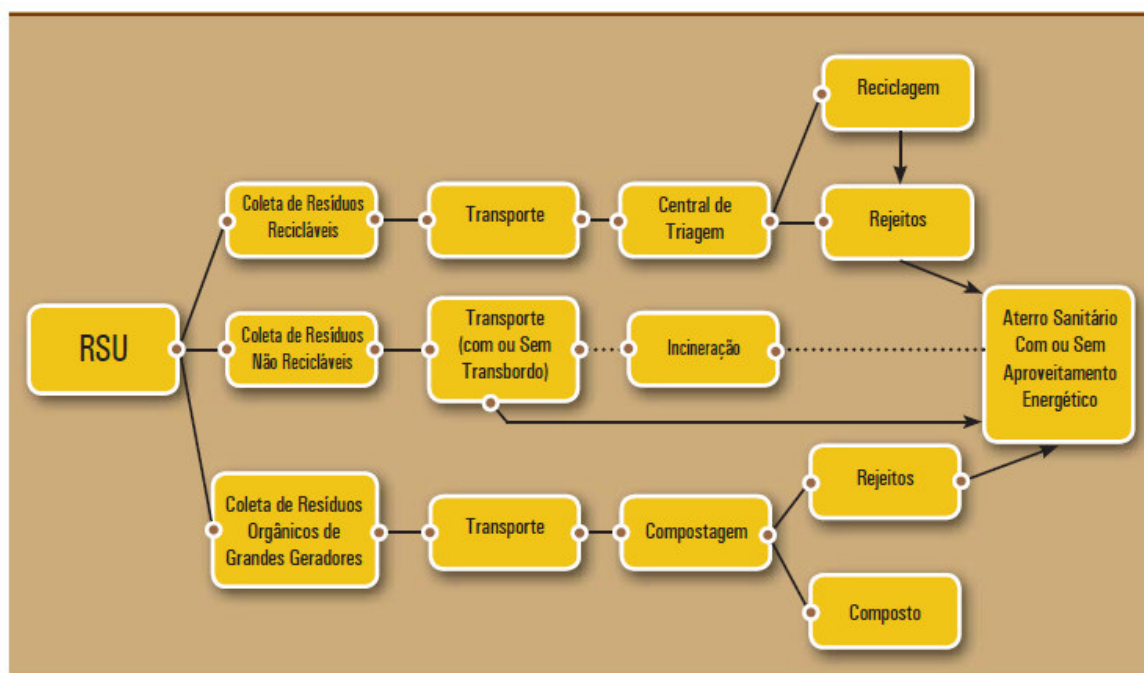 RSU
Coleta de Resíduos
Recicláveis
Transporte
Central de
Triagem
Reciclagem
Rejeitos
Coleta de Resíduos
Não Recicláveis
Transporte
(com ou Sem
Transbordo)
Incineração
Aterro Sanitário
Com ou Sem
Aproveitamento
Energético
Coleta de Resíduos
Orgânicos de
Grandes Geradores
Transporte
Compostagem
Rejeitos
Composto